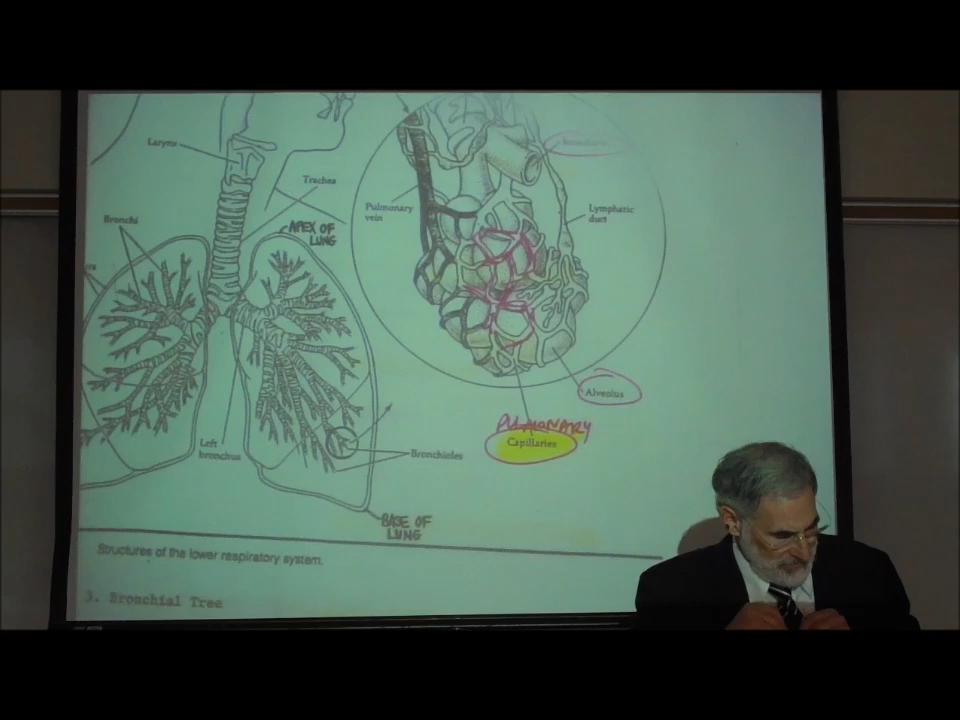 Larynx
Trachea
Bronchi
APEX OF
LUNG
Pulmonary
vein
Lymphatic
duct
Alveolus
PULMONARY
Capillaries
Left
bronchus
Bronchioles
BASE OF
LUNG
Structures of the lower respiratory system.
3. Bronchial Tree